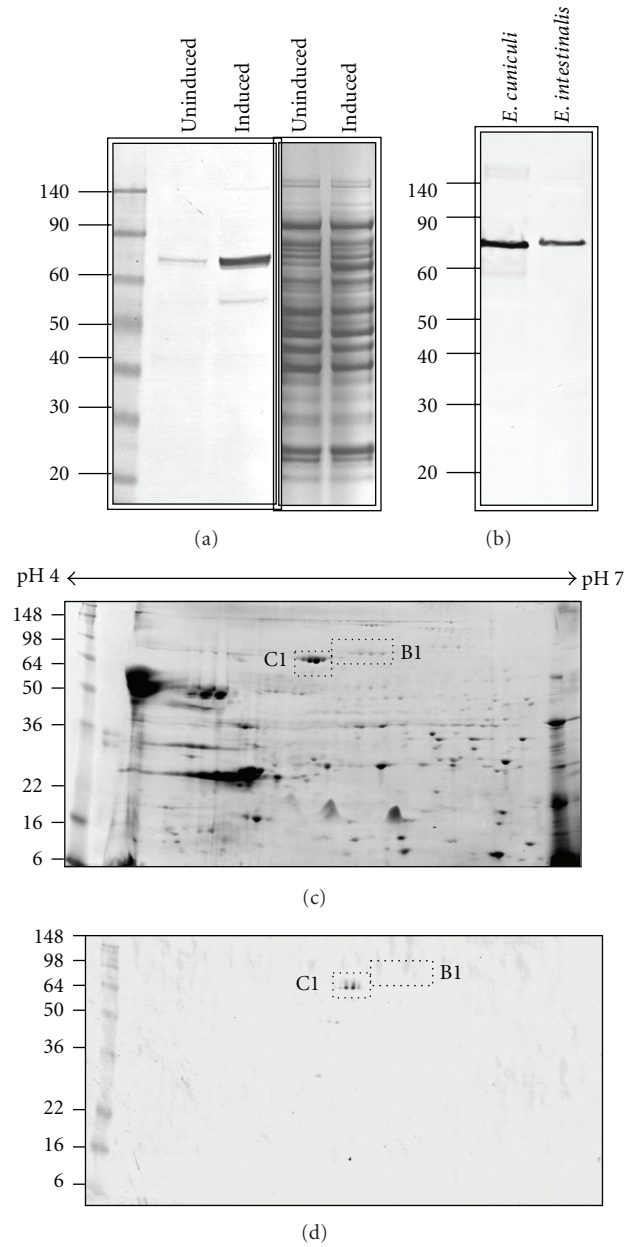 Uninduced
Induced
Uninduced
Induced
E. cuniculi
E. intestinalis
140
90
60
50
40
30
20
140
90
60
50
40
30
20
(a)
(b)
pH 4
pH 7
148
98
64
50
36
22
16
6
C1
B1
(c)
148
98
64
50
36
22
16
6
C1
B1
(d)